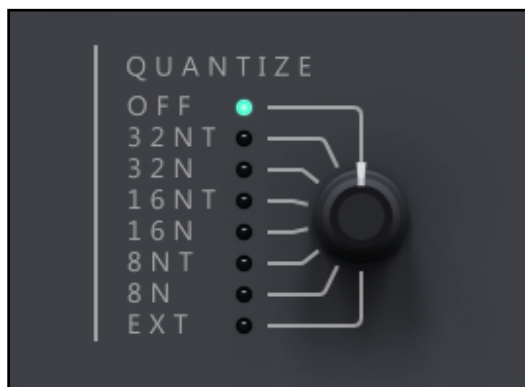 QUANTIZE
OFF
32NT
32N
16NT
16N
8NT
8N
EXT